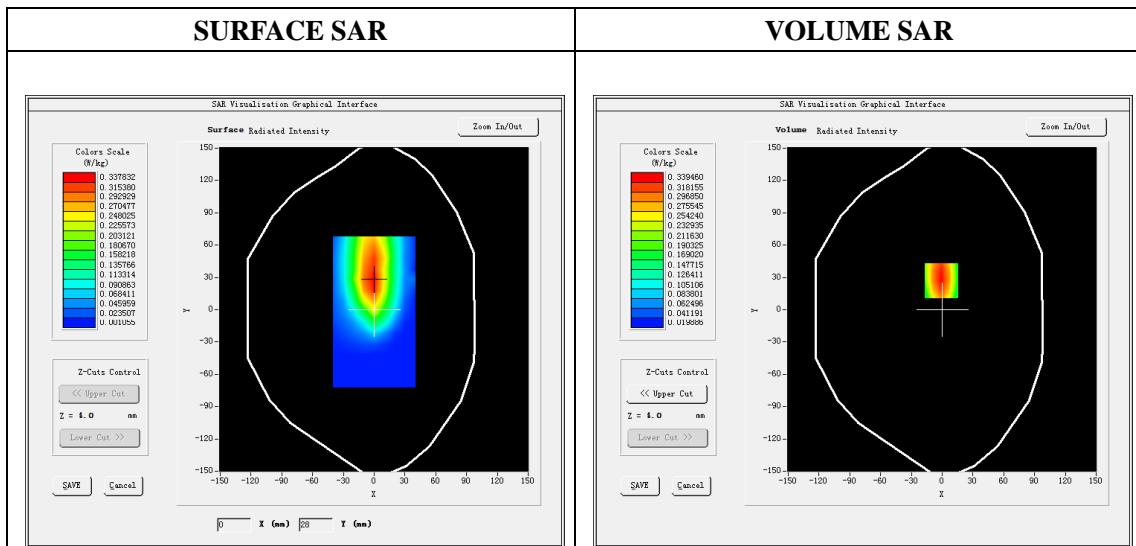 SURFACE SAR
VOLUME SAR
SAR Visualisation Graphical Interface
Surface Radiated Intensity
Zoom In/Out
Colors Scale
(W/kg)
0.337832
0.315380
0.292929
0.270477
0.248025
0.225573
0.203121
0.180670
0.158218
0.135766
0.113314
0.090863
0.068411
0.045959
0.023507
0.001055
150
120
90
60
30
0
-30
-60
-90
-120
-150
Y
-150 -120 -90 -60 -30 0 30 60 90 120 150
X
Z-Cuts Control
<< Upper Cut
Z = 4.0 mm
Lower Cut >>
SAVE Cancel
0 X (mm) 28 Y (mm)
SAR Visualisation Graphical Interface
Volume Radiated Intensity
Zoom In/Out
Colors Scale
(W/kg)
0.339460
0.318155
0.296850
0.275545
0.254240
0.232935
0.211630
0.190325
0.169020
0.147715
0.126411
0.105106
0.083801
0.062496
0.041191
0.019886
150
120
90
60
30
0
-30
-60
-90
-120
-150
Y
-150 -120 -90 -60 -30 0 30 60 90 120 150
X
Z-Cuts Control
<< Upper Cut
Z = 4.0 mm
Lower Cut >>
SAVE Cancel